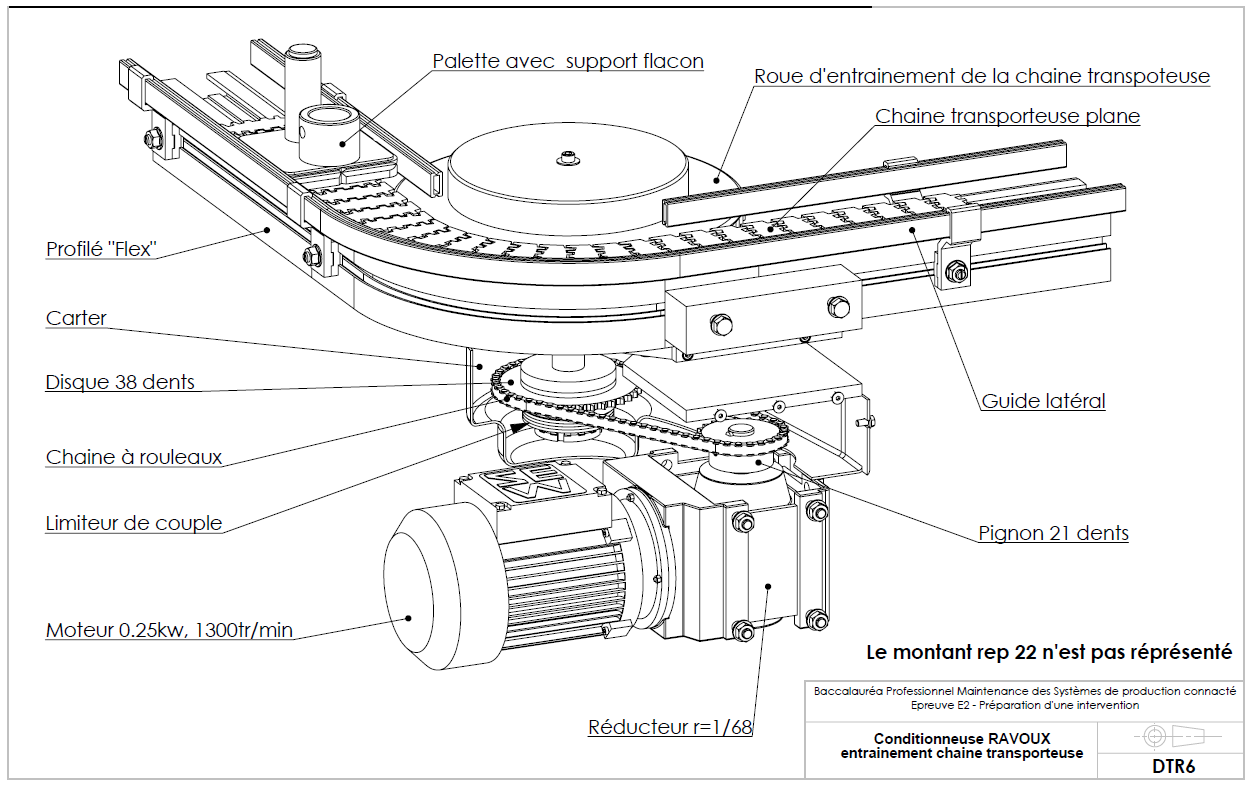 Palette avec support flacon
Roue d'entrainement de la chaine transpoteuse
Chaine transporteuse plane
Profilé "Flex"
Carter
Disque 38 dents
Guide latéral
Chaine à rouleaux
Limiteur de couple
Pignon 21 dents
Moteur 0.25kw, 1300tr/min
Le montant rep 22 n'est pas réprésenté
Réducteur r=1/68
Baccalauréa Professionnel Maintenance des Systèmes de production connacté
Epreuve E2 - Préparation d'une intervention
Conditionneuse RAVOUX
entrainement chaine transporteuse
DTR6